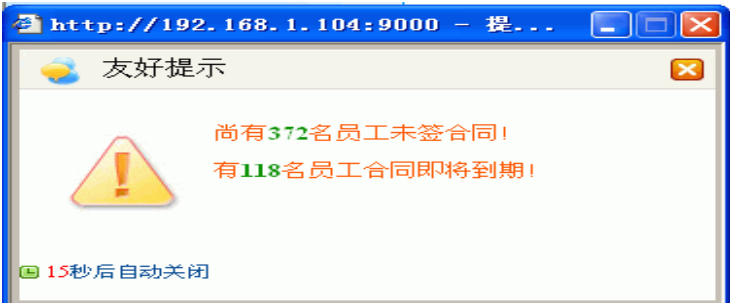 http://192.168.1.104:9000 - 提...
友好提示
尚有372名员工未签合同!
有118名员工合同即将到期!
15秒后自动关闭